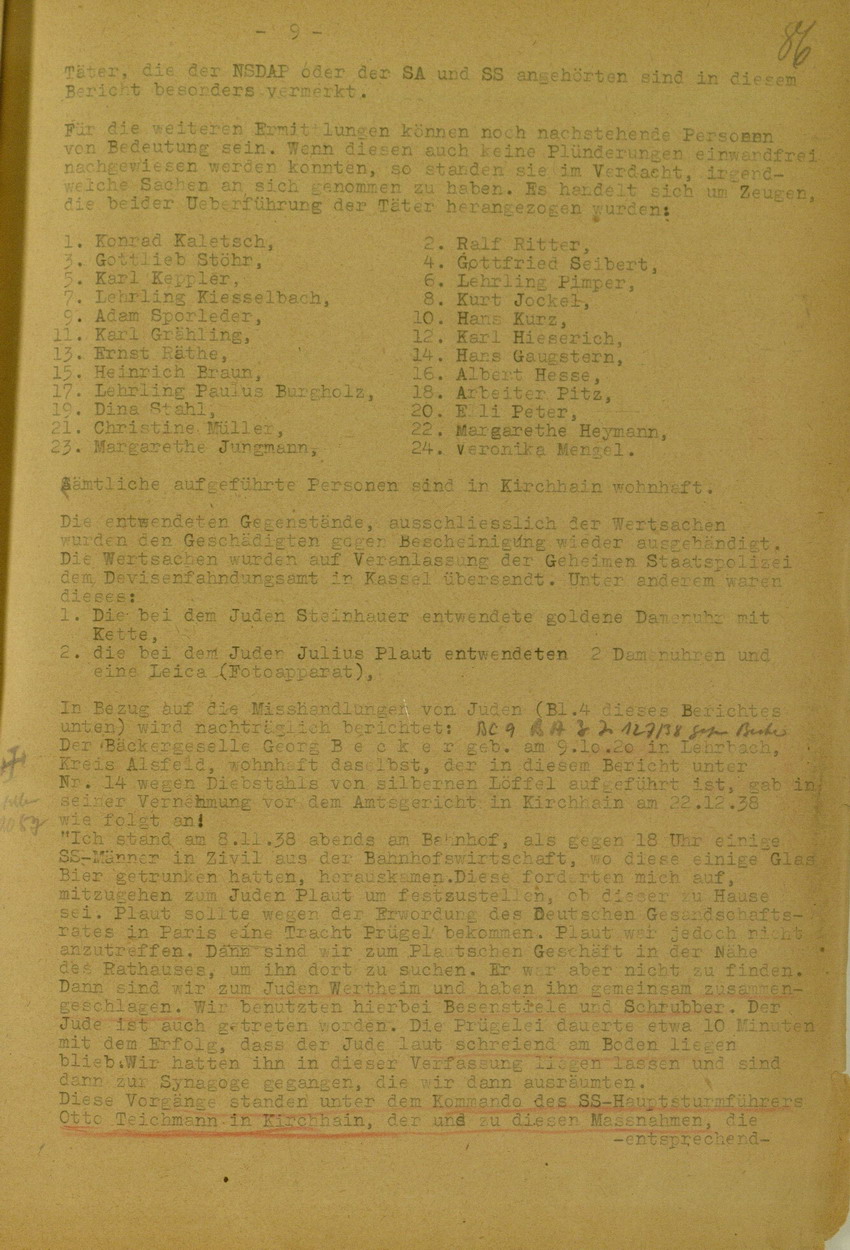 - 9 -
86
Täter, die der NSDAP oder der SA und SS angehörten sind in diesem
Bericht besonders vermerkt.
Für die weiteren Ermittlungen können noch nachstehende Personen
von Bedeutung sein. Wenn diesen auch keine Plünderungen einwandfrei
nachgewiesen werden konnten, so standen sie im Verdacht, irgend-
welche Sachen an sich genommen zu haben. Es handelt sich um Zeugen,
die beider Ueberführung der Täter herangezogen wurden:
1. Konrad Kaletsch, 2. Ralf Ritter,
3. Gottlieb Stöhr, 4. Gottfried Seibert,
5. Karl Keppler, 6. Lehrling Pimper,
7. Lehrling Kiesselbach, 8. Kurt Jockel,
9. Adam Sporleder, 10. Hans Kurz,
11. Karl Grähling, 12. Karl Hieserich,
13. Ernst Räthe, 14. Hans Gaugstern,
15. Heinrich Braun, 16. Albert Hesse,
17. Lehrling Paulus Burgholz, 18. Arbeiter Pitz,
19. Dina Stahl, 20. Elli Peter,
21. Christine Müller, 22. Margarethe Heymann,
23. Margarethe Jungmann, 24. Veronika Mengel.
Sämtliche aufgeführte Personen sind in Kirchhain wohnhaft.
Die entwendeten Gegenstände, ausschliesslich der Wertsachen
wurden den Geschädigten gegen Bescheinigung wieder ausgehändigt.
Die Wertsachen wurden auf Veranlassung der Geheimen Staatspolizei
dem Devisenfahndungsamt in Kassel übersandt. Unter anderem waren
dieses:
1. Die bei dem Juden Steinhauer entwendete goldene Damenuhr mit
Kette,
2. die bei dem Juden Julius Plaut entwendeten 2 Damenuhren und
eine Leica (Fotoapparat),
In Bezug auf die Misshandlungen von Juden (Bl.4 dieses Berichtes
unten) wird nachträglich berichtet: 127/38
Der Bäckergeselle Georg B e c k e r geb. am 9.10.20 in Lehrbach,
Kreis Alsfeld, wohnhaft daselbst, der in diesem Bericht unter
Nr. 14 wegen Diebstahls von silbernen Löffel aufgeführt ist, gab in
seiner Vernehmung vor dem Amtsgericht in Kirchhain am 22.12.38
wie folgt an:
"Ich stand am 8.11.38 abends am Bahnhof, als gegen 18 Uhr einige
SS-Männer in Zivil aus der Bahnhofswirtschaft, wo diese einige Glas
Bier getrunken hatten, herauskamen.Diese forderten mich auf,
mitzugehen zum Juden Plaut um festzustellen, ob dieser zu Hause
sei. Plaut sollte wegen der Erwordung des Deutschen Gesandschafts-
rates in Paris eine Tracht Prügel bekommen. Plaut war jedoch nicht
anzutreffen. Dann sind wir zum Plautschen Geschäft in der Nähe
des Rathauses, um ihn dort zu suchen. Er war aber nicht zu finden.
Dann sind wir zum Juden Wertheim und haben ihn gemeinsam zusammen-
geschlagen. Wir benutzten hierbei Besenstiele und Schrubber. Der
Jude ist auch getreten worden. Die Prügelei dauerte etwa 10 Minuten
mit dem Erfolg, dass der Jude laut schreiend am Boden liegen
blieb.Wir hatten ihn in dieser Verfassung liegen lassen und sind
dann zur Synagoge gegangen, die wir dann ausräumten.
Diese Vorgänge standen unter dem Kommando des SS-Hauptsturmführers
Otto Teichmann in Kirchhain, der und zu diesen Massnahmen, die
-entsprechend-